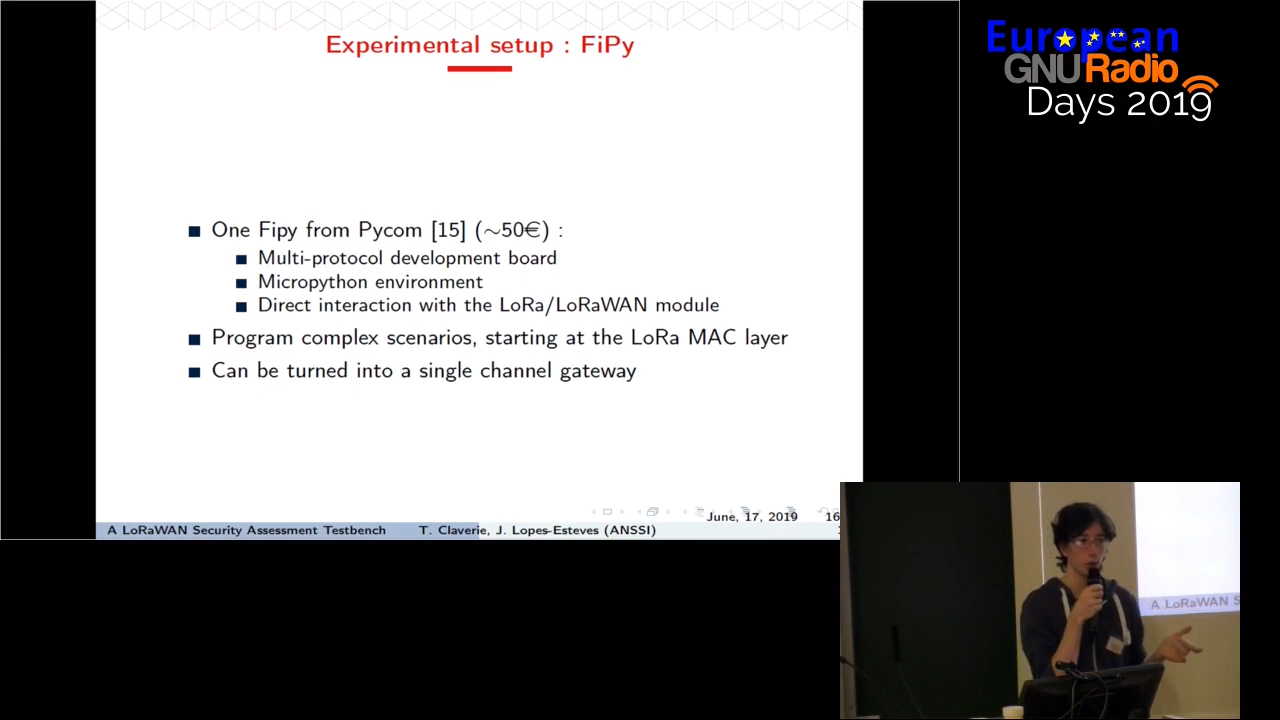 Experimental setup : FiPy
European
GNURadio
Days 2019
One Fipy from Pycom [15] (~50€) :
Multi-protocol development board
Micropython environment
Direct interaction with the LoRa/LoRaWAN module
Program complex scenarios, starting at the LoRa MAC layer
Can be turned into a single channel gateway
June, 17, 2019 16
A LoRaWAN Security Assessment Testbench T. Claverie, J. Lopes-Esteves (ANSSI)
A LoRaWAN S